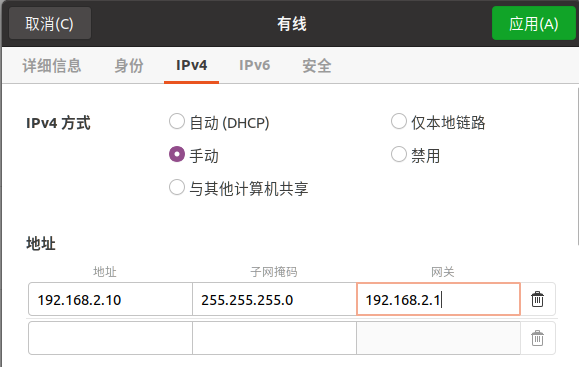 取消(C) 有线 应用(A)
详细信息 身份 IPv4 IPv6 安全
IPv4 方式 自动 (DHCP) 仅本地链路
手动 禁用
与其他计算机共享
地址
地址 子网掩码 网关
192.168.2.10 255.255.255.0 192.168.2.1